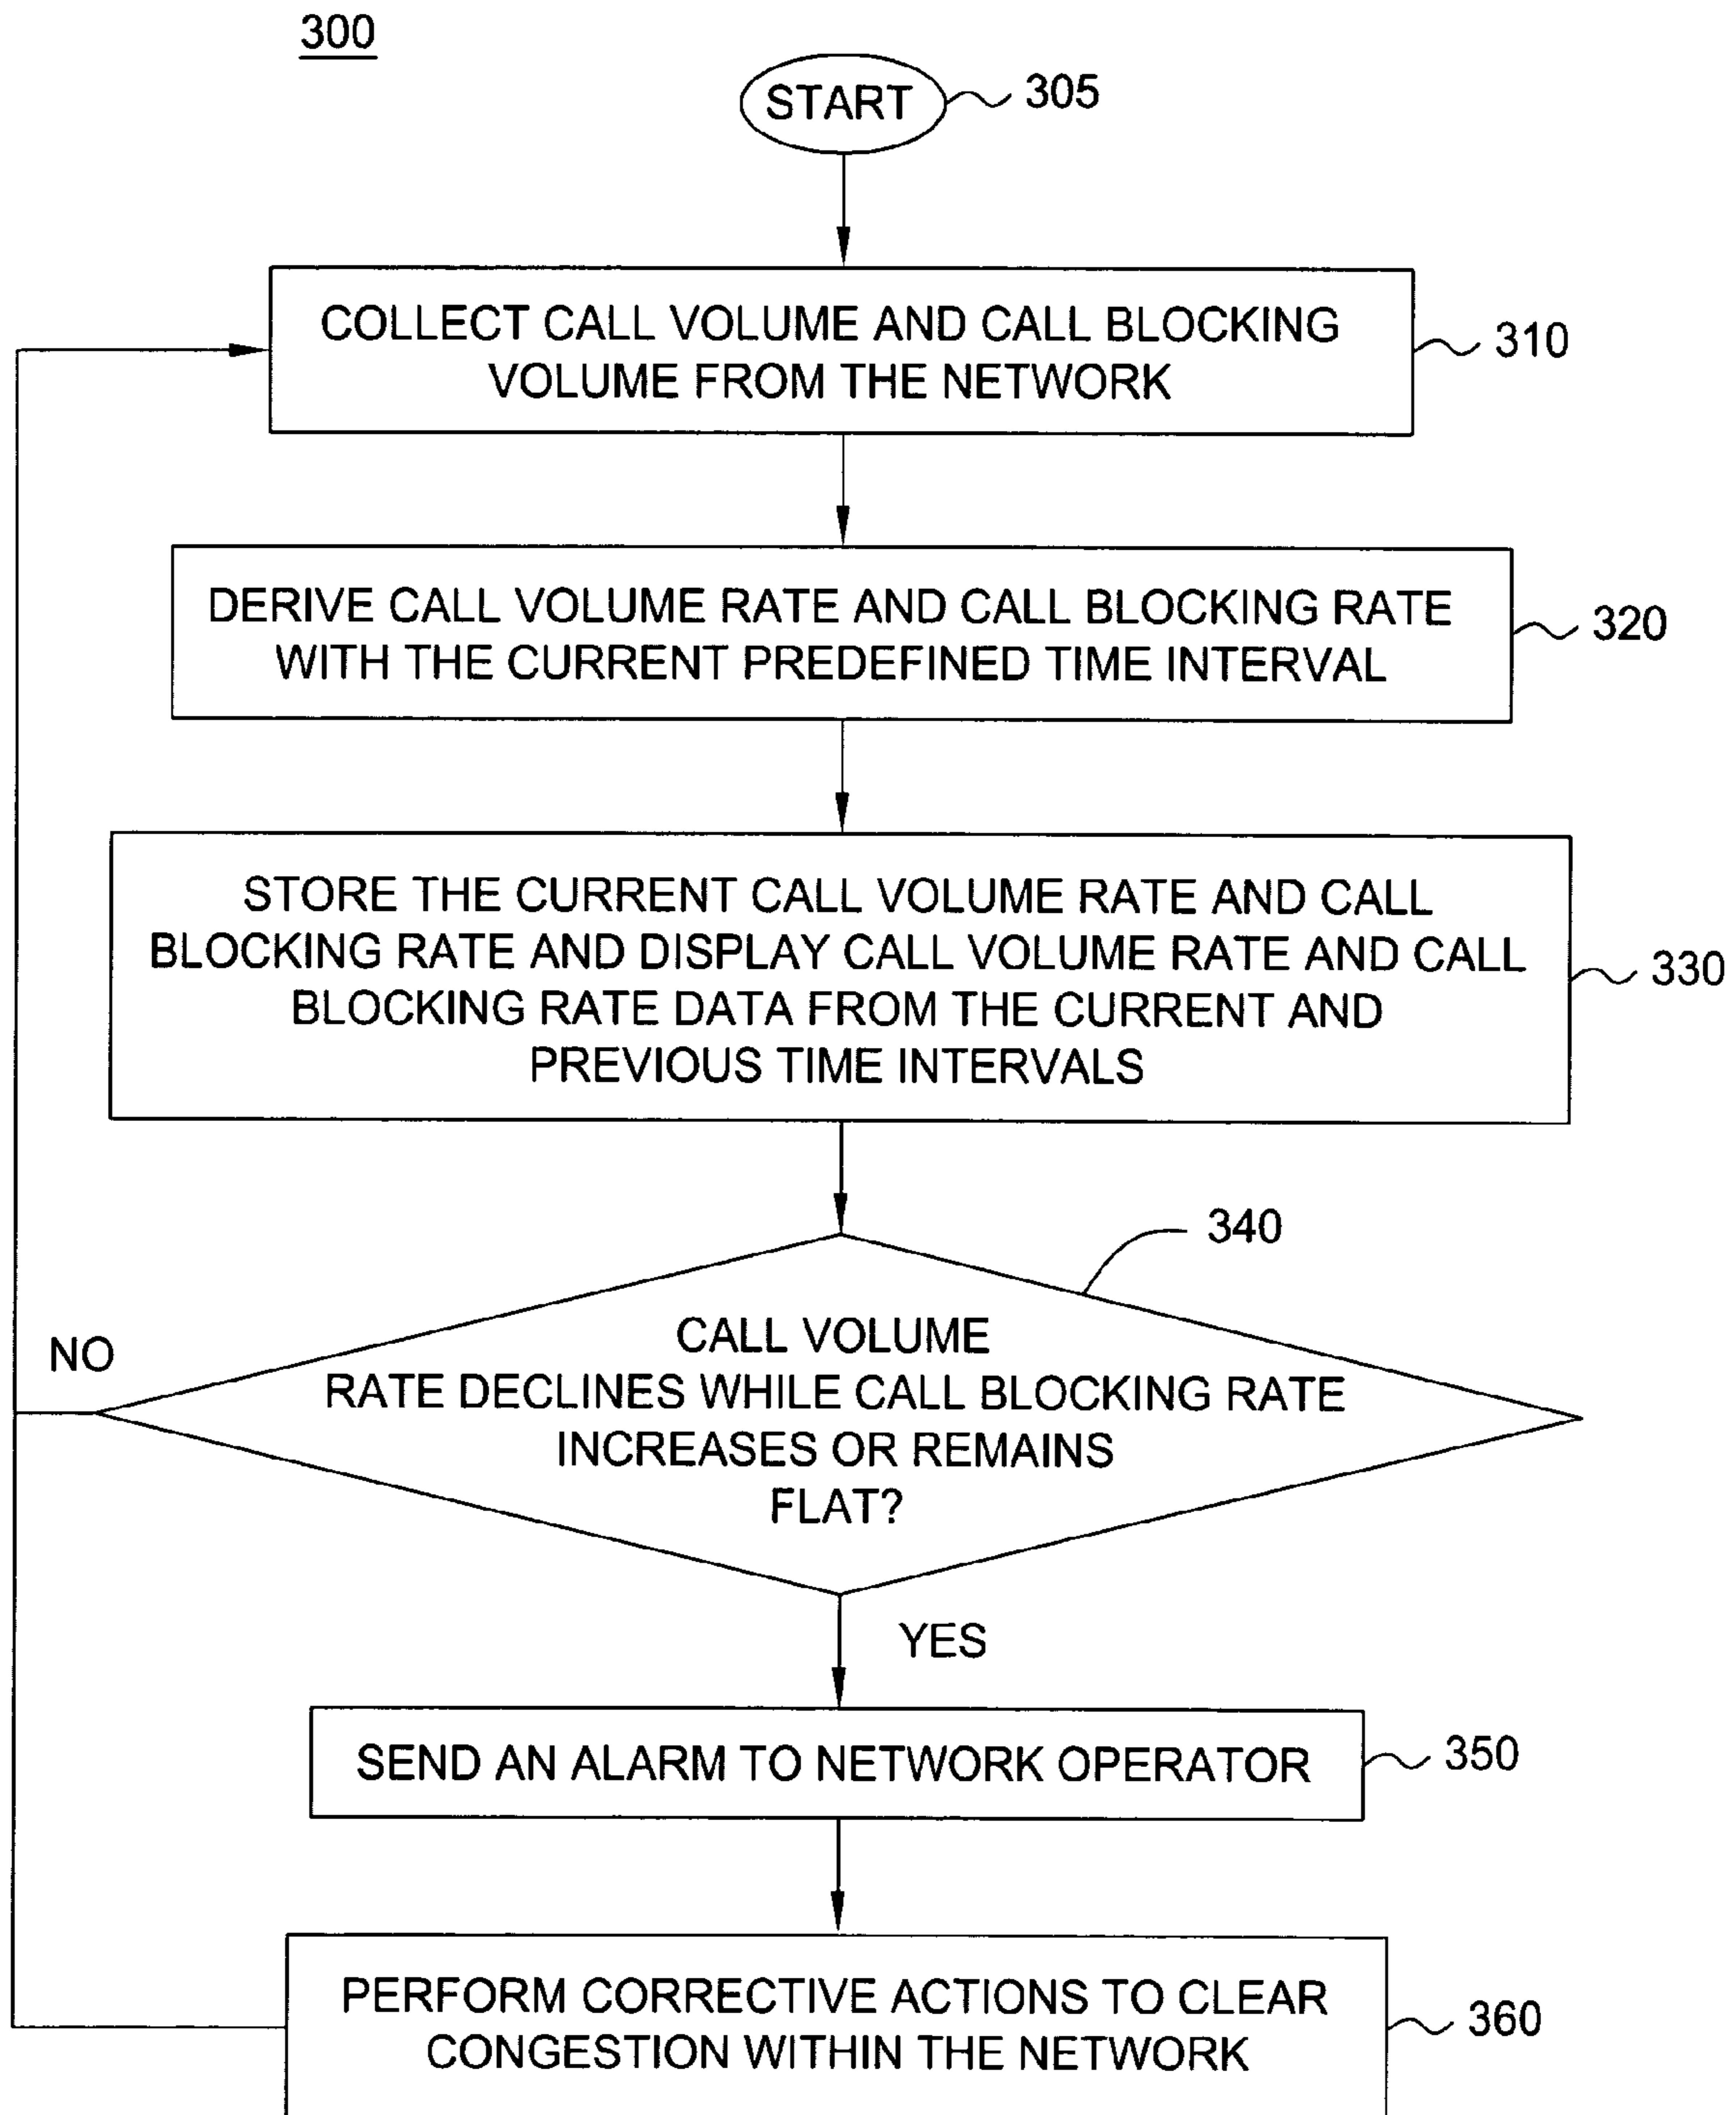 300
START
305
COLLECT CALL VOLUME AND CALL BLOCKING
VOLUME FROM THE NETWORK
310
DERIVE CALL VOLUME RATE AND CALL BLOCKING RATE
WITH THE CURRENT PREDEFINED TIME INTERVAL
320
STORE THE CURRENT CALL VOLUME RATE AND CALL
BLOCKING RATE AND DISPLAY CALL VOLUME RATE AND CALL
BLOCKING RATE DATA FROM THE CURRENT AND
PREVIOUS TIME INTERVALS
330
340
CALL VOLUME
RATE DECLINES WHILE CALL BLOCKING RATE
INCREASES OR REMAINS
FLAT?
NO
YES
SEND AN ALARM TO NETWORK OPERATOR
350
PERFORM CORRECTIVE ACTIONS TO CLEAR
CONGESTION WITHIN THE NETWORK
360